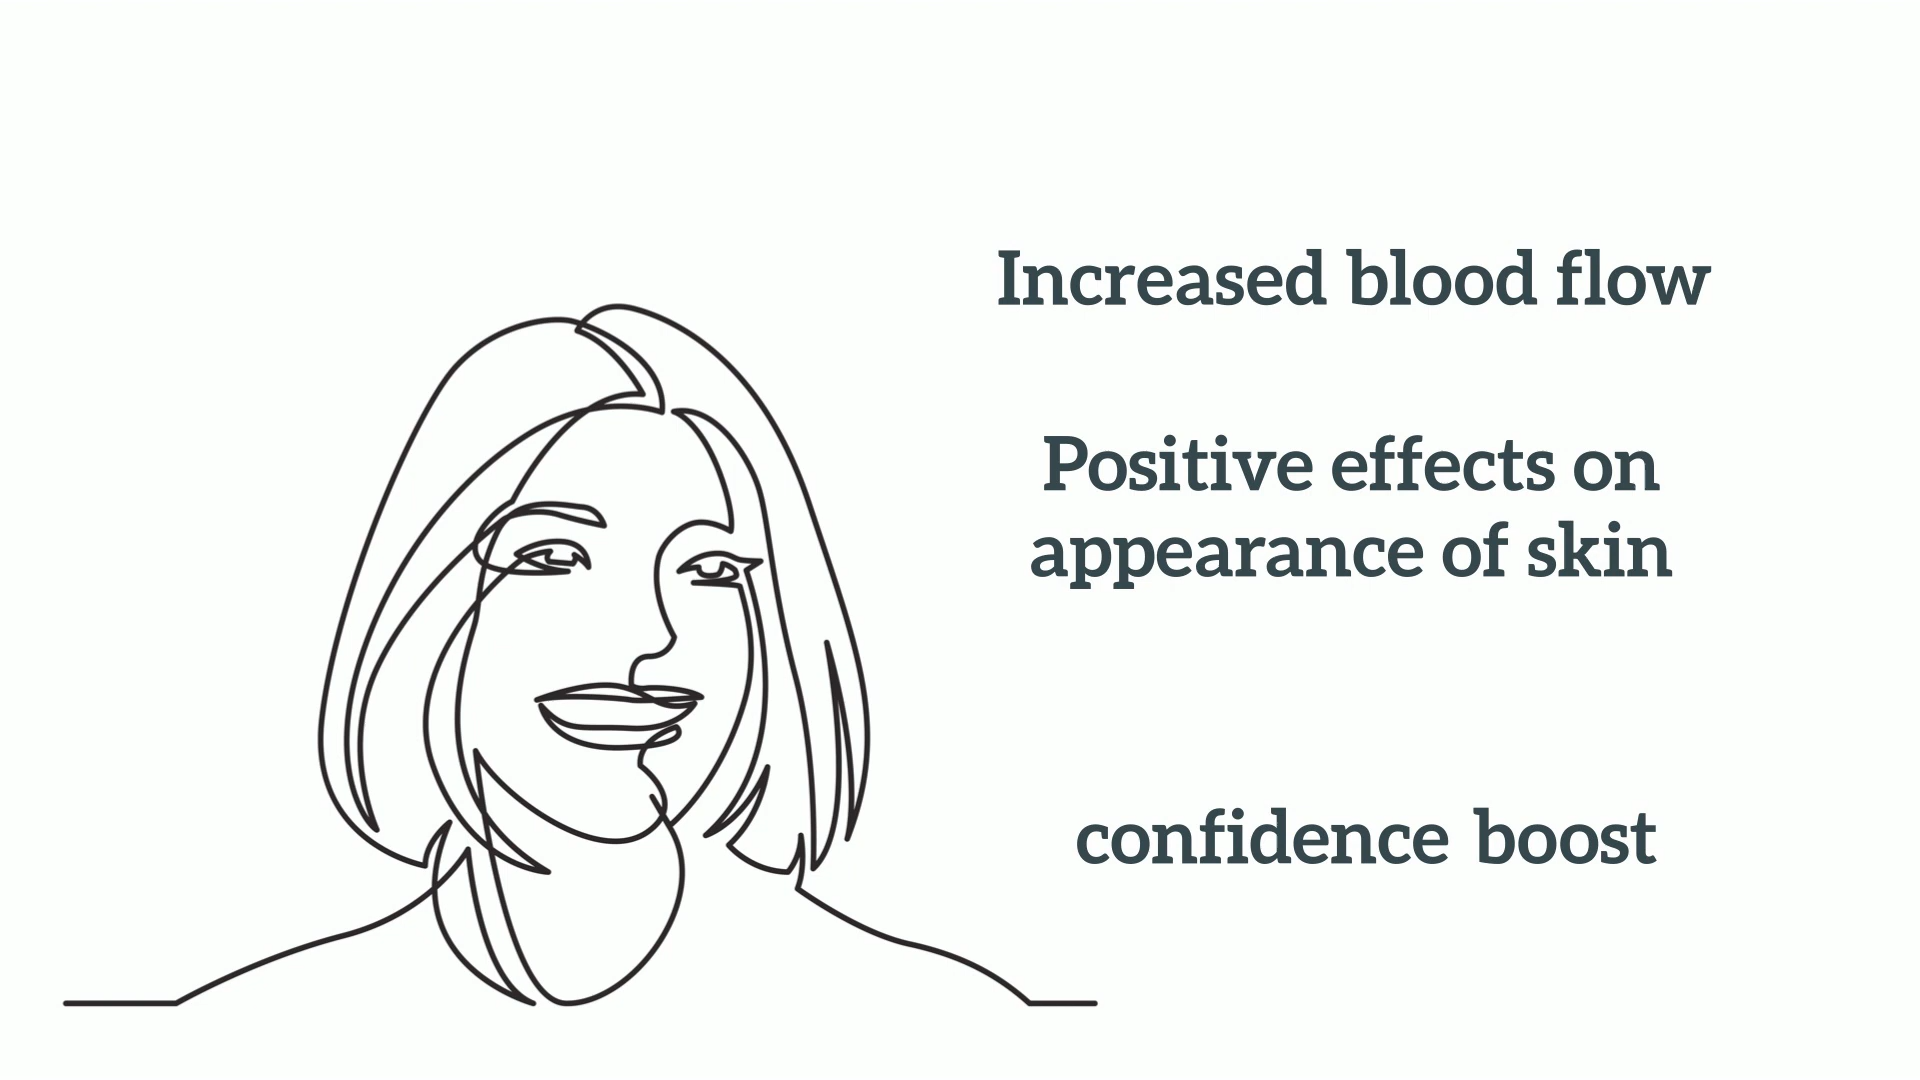 Increased blood flow
Positive effects on
appearance of skin
confidence boost